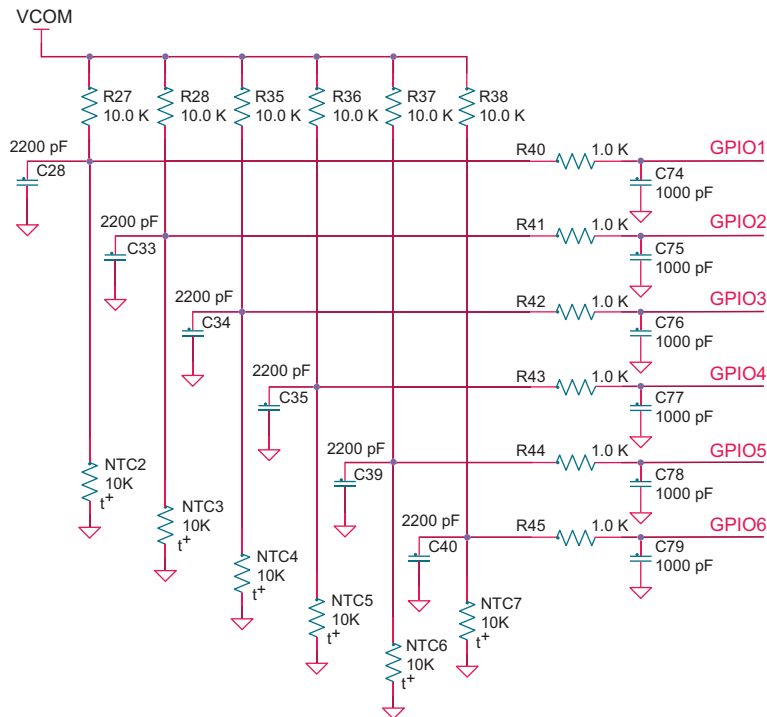 VCOM
R27
10.0 K
R28
10.0 K
R35
10.0 K
R36
10.0 K
R37
10.0 K
R38
10.0 K
2200 pF
C28
R40
1.0 K
GPIO1
C74
1000 pF
2200 pF
C33
R41
1.0 K
GPIO2
C75
1000 pF
2200 pF
C34
R42
1.0 K
GPIO3
C76
1000 pF
2200 pF
C35
R43
1.0 K
GPIO4
C77
1000 pF
2200 pF
C39
R44
1.0 K
GPIO5
C78
1000 pF
2200 pF
C40
R45
1.0 K
GPIO6
C79
1000 pF
NTC2
10K
t+
NTC3
10K
t+
NTC4
10K
t+
NTC5
10K
t+
NTC6
10K
t+
NTC7
10K
t+